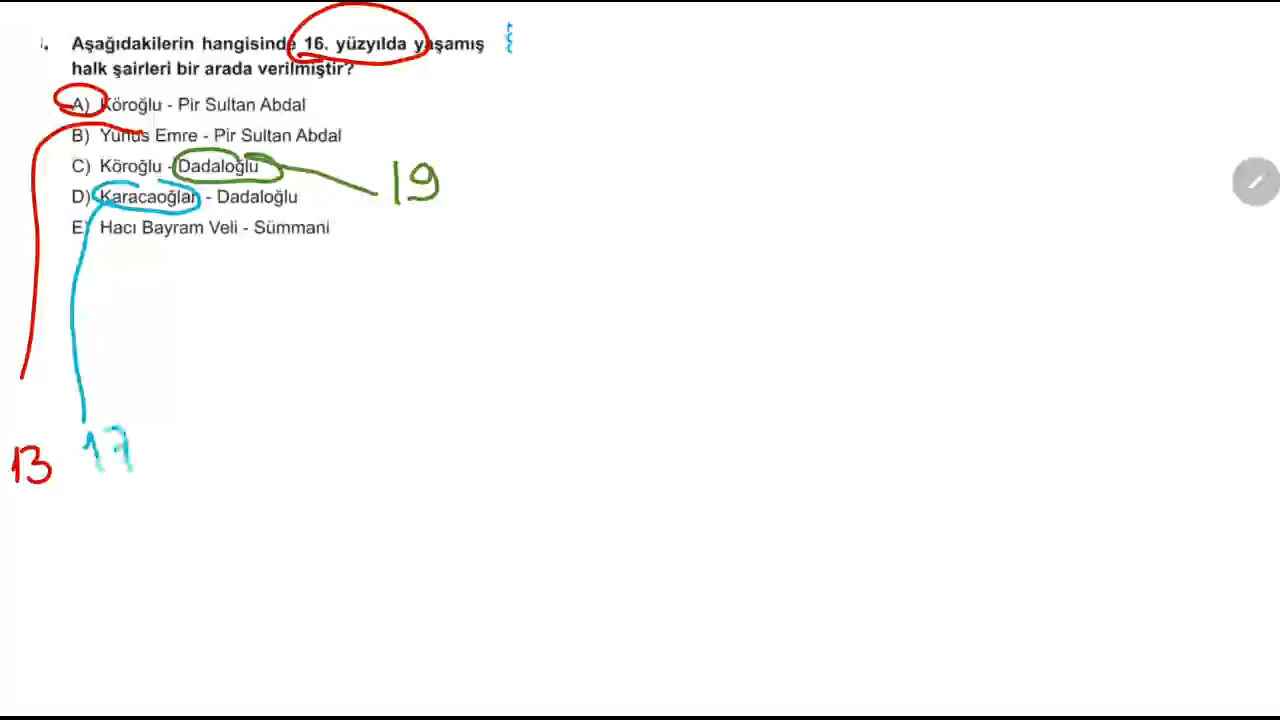 Aşağıdakilerin hangisinde 16. yüzyılda yaşamış
halk şairleri bir arada verilmiştir?
A) Köroğlu - Pir Sultan Abdal
B) Yunus Emre - Pir Sultan Abdal
C) Köroğlu - Dadaloğlu
19
D) Karacaoğlan - Dadaloğlu
E) Hacı Bayram Veli - Sümmani
13
17